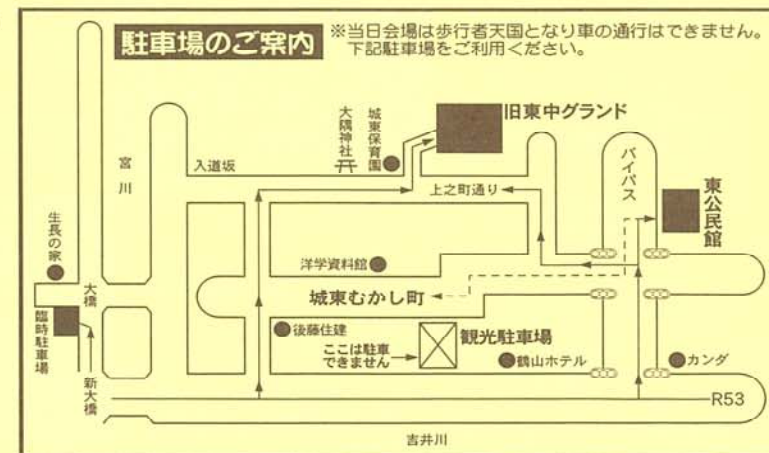 駐車場のご案内
※当日会場は歩行者天国となり車の通行はできません。
下記駐車場をご利用ください。
旧東中グランド
城東保育園
大隅神社
入道坂
宮川
上之町通り
バイパス
東公民館
生長の家
大橋
洋学資料館
城東むかし町
臨時駐車場
後藤住建
観光駐車場
ここは駐車
できません
鶴山ホテル
カンダ
新大橋
R53
吉井川